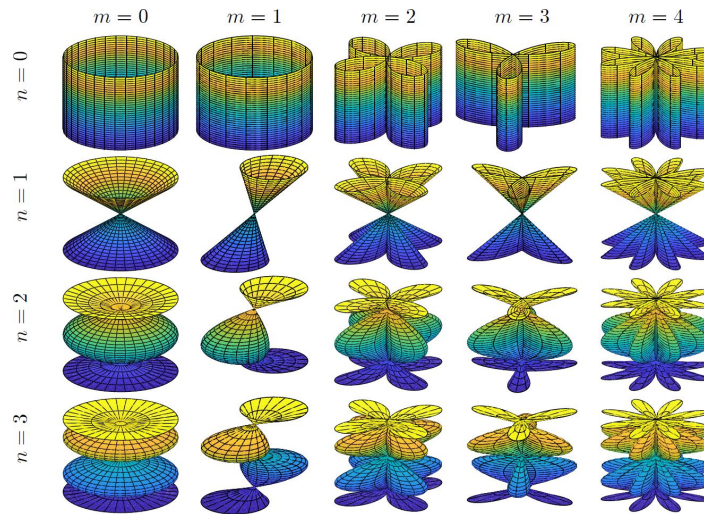 m = 0 m = 1 m = 2 m = 3 m = 4
n = 0
n = 1
n = 2
n = 3